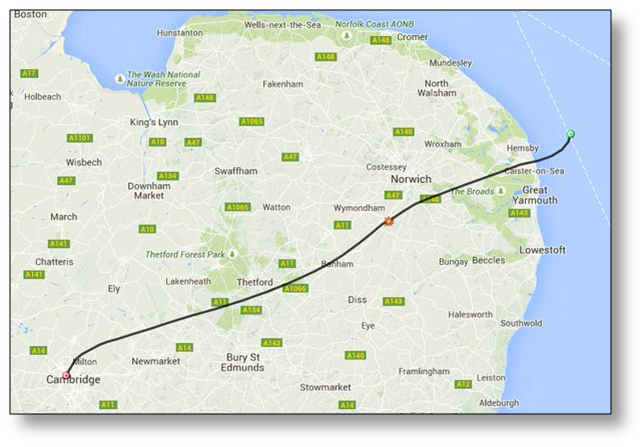 Boston
Wells-next-the-Sea
Norfolk Coast AONB
Hunstanton
A148
Cromer
A148
Mundesley
A17
The Wash National
Nature Reserve
Fakenham
North
Walsham
Holbeach
A148
King's Lynn
A1065
A1101
A10
A47
A140
Wroxham
Hemsby
Wisbech
A47
Costessey
Caister-on-Sea
A47
A134
Swaffham
Norwich
Downham
Market
A47
A146
The Broads
Great
Yarmouth
March
A1065
Watton
Wymondham
A143
A10
A11
A141
Thetford Forest Park
Lowestoft
Chatteris
A11
Banham
Bungay
Beccles
A141
Ely
Lakenheath
Thetford
A1066
A11
Diss
A143
A134
Halesworth
Southwold
Eye
A14
A14
A143
A140
Milton
Newmarket
Bury St
Edmunds
Framlingham
Leiston
Cambridge
Stowmarket
A12
A11
A14
Aldeburgh